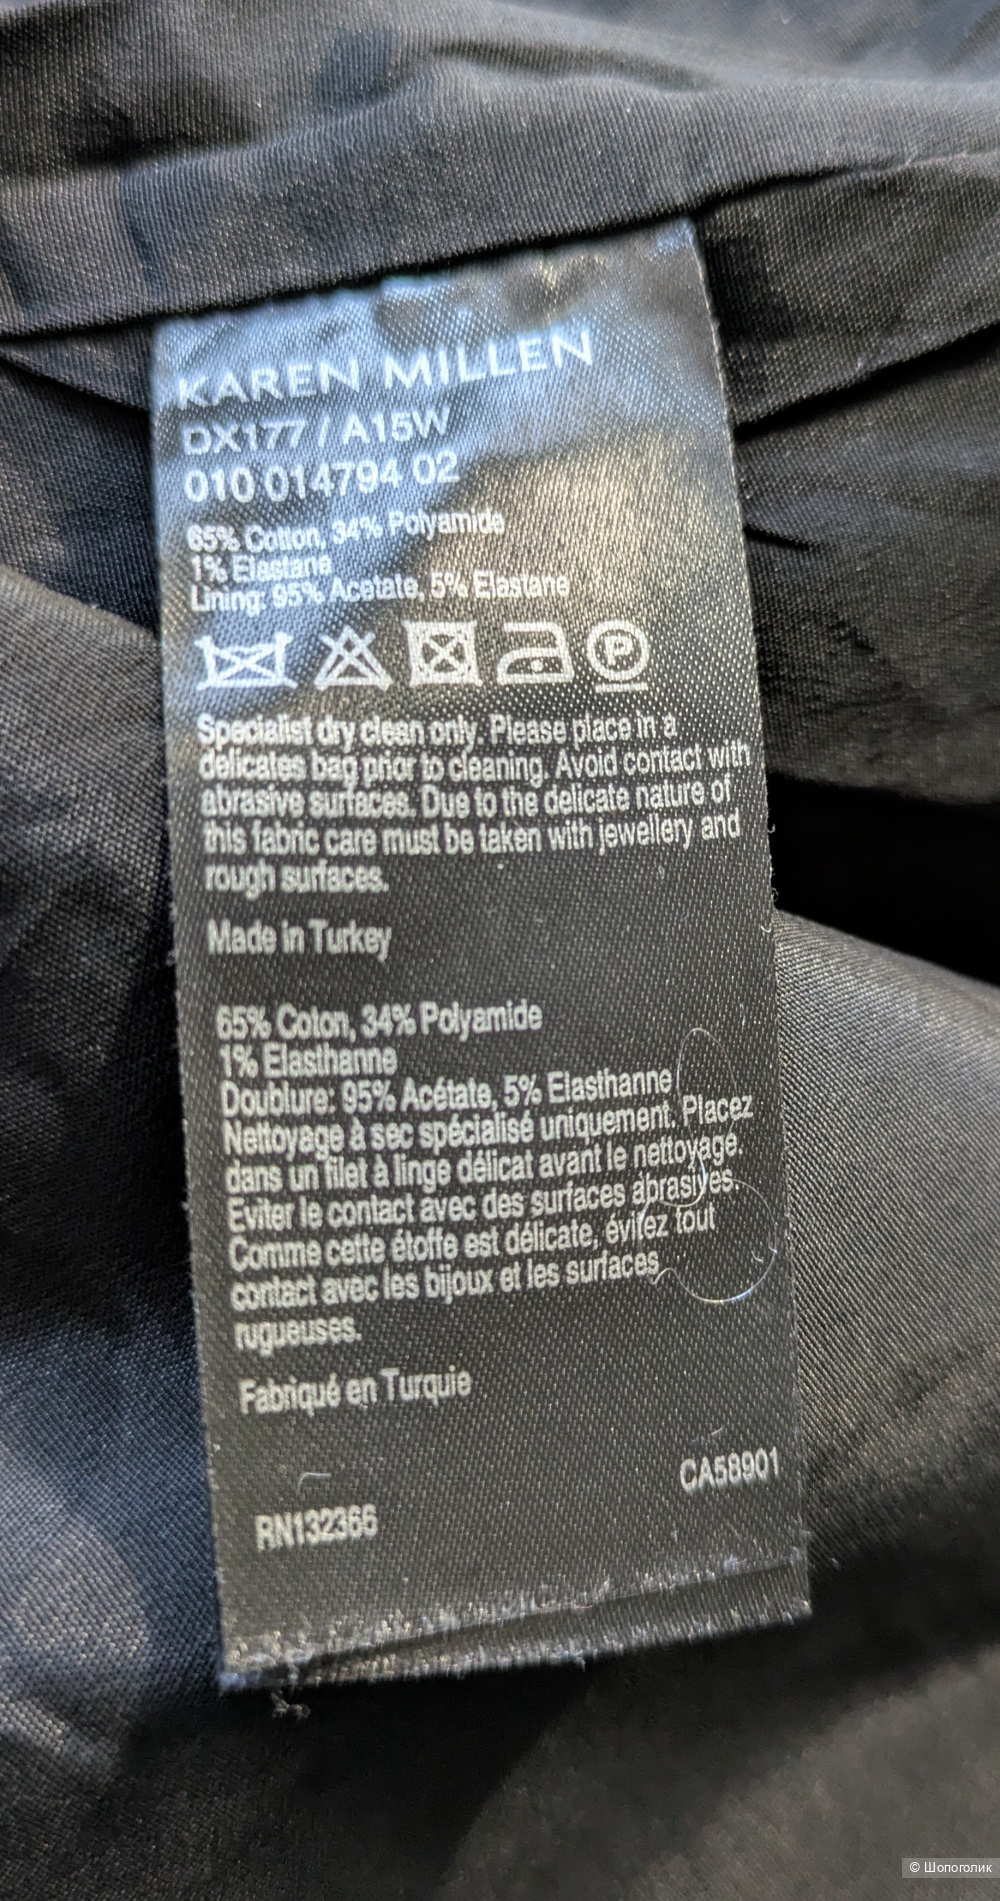 KAREN MILLEN
DX177 / A15W
010 014794 02
65% Cotton, 34% Polyamide
1% Elastane
Lining: 95% Acetate, 5% Elastane
P
Specialist dry clean only. Please place in a
delicates bag prior to cleaning. Avoid contact with
abrasive surfaces. Due to the delicate nature of
this fabric care must be taken with jewellery and
rough surfaces.
Made in Turkey
65% Coton, 34% Polyamide
1% Elasthanne
Doublure: 95% Acétate, 5% Elasthanne
Nettoyage à sec spécialisé uniquement. Placez
dans un filet à linge délicat avant le nettoyage.
Eviter le contact avec des surfaces abrasives.
Comme cette étoffe est délicate, évitez tout
contact avec les bijoux et les surfaces
rugueuses.
Fabriqué en Turquie
CA58901
RN132366
© Шопоголик